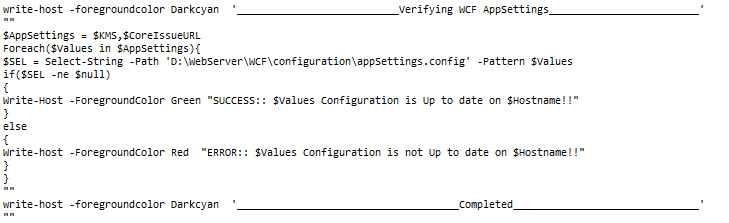 write-host -foregroundcolor Darkcyan  '__________________________Verifying WCF AppSettings________________________'
""
$AppSettings = $KMS,$CoreIssueURL
Foreach($Values in $AppSettings){
$SEL = Select-String -Path 'D:\WebServer\WCF\configuration\appSettings.config' -Pattern $Values
if($SEL -ne $null)
{
Write-Host -ForegroundColor Green "SUCCESS:: $Values Configuration is Up to date on $Hostname!!"
}
else
{
Write-host -ForegroundColor Red  "ERROR:: $Values Configuration is not Up to date on $Hostname!!"
}
}
""
write-host -foregroundcolor Darkcyan  '____________________________________Completed______________________________'
""